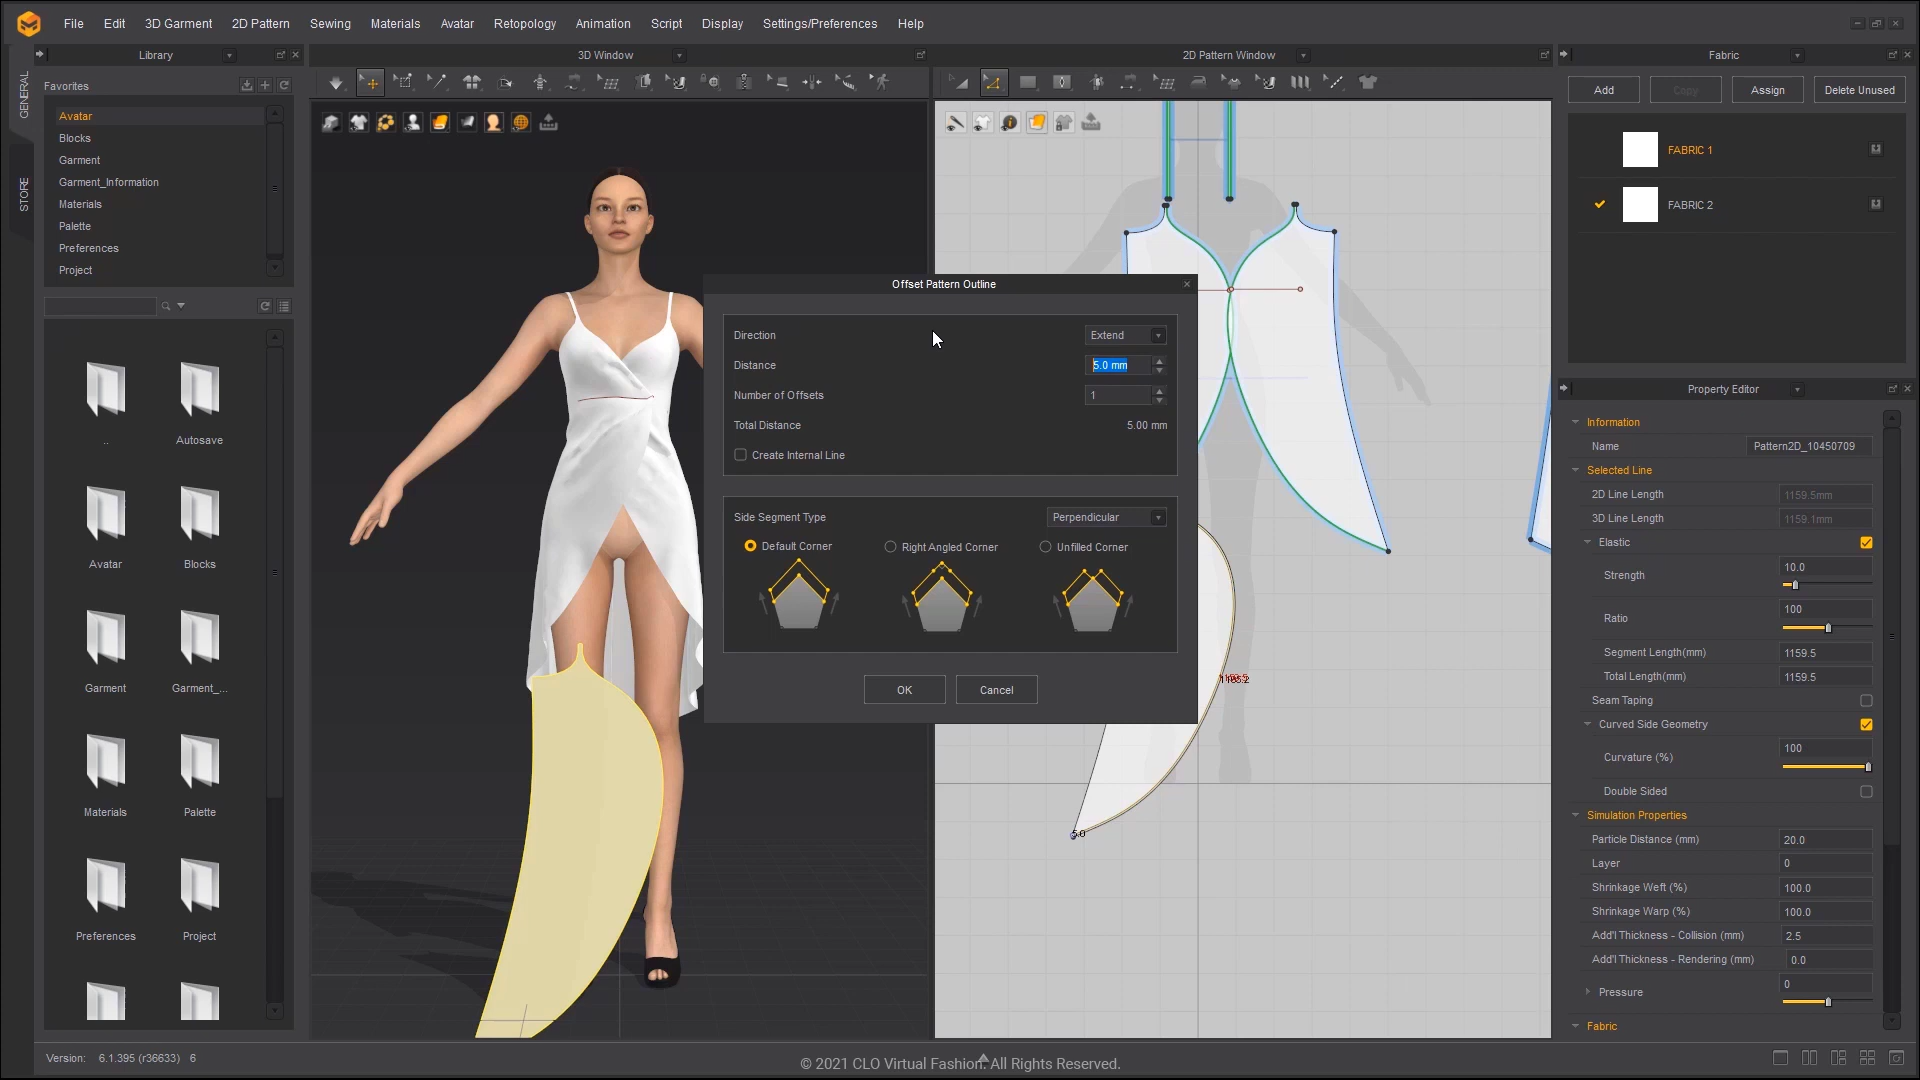 File Edit 3D Garment 2D Pattern Sewing Materials Avatar Retopology Animation Script Display Settings/Preferences Help
Library
3D Window
2D Pattern Window
Fabric
GENERAL
STORE
Favorites
Avatar
Blocks
Garment
Garment_Information
Materials
Palette
Preferences
Project
..
Autosave
Avatar
Blocks
Garment
Garment_...
Materials
Palette
Preferences
Project
Offset Pattern Outline
Direction
Extend
Distance
5.0 mm
Number of Offsets
1
Total Distance
5.00 mm
Create Internal Line
Side Segment Type
Perpendicular
Default Corner
Right Angled Corner
Unfilled Corner
OK
Cancel
5.0
Add
Copy
Assign
Delete Unused
FABRIC 1
FABRIC 2
Property Editor
Information
Name
Pattern2D_10450709
Selected Line
2D Line Length
1159.5mm
3D Line Length
1159.1mm
Elastic
Strength
10.0
Ratio
100
Segment Length(mm)
1159.5
Total Length(mm)
1159.5
Seam Taping
Curved Side Geometry
Curvature (%)
100
Double Sided
Simulation Properties
Particle Distance (mm)
20.0
Layer
0
Shrinkage Weft (%)
100.0
Shrinkage Warp (%)
100.0
Add'l Thickness - Collision (mm)
2.5
Add'l Thickness - Rendering (mm)
0.0
Pressure
0
Fabric
Version: 6.1.395 (r36633) 6
© 2021 CLO Virtual Fashion. All Rights Reserved.